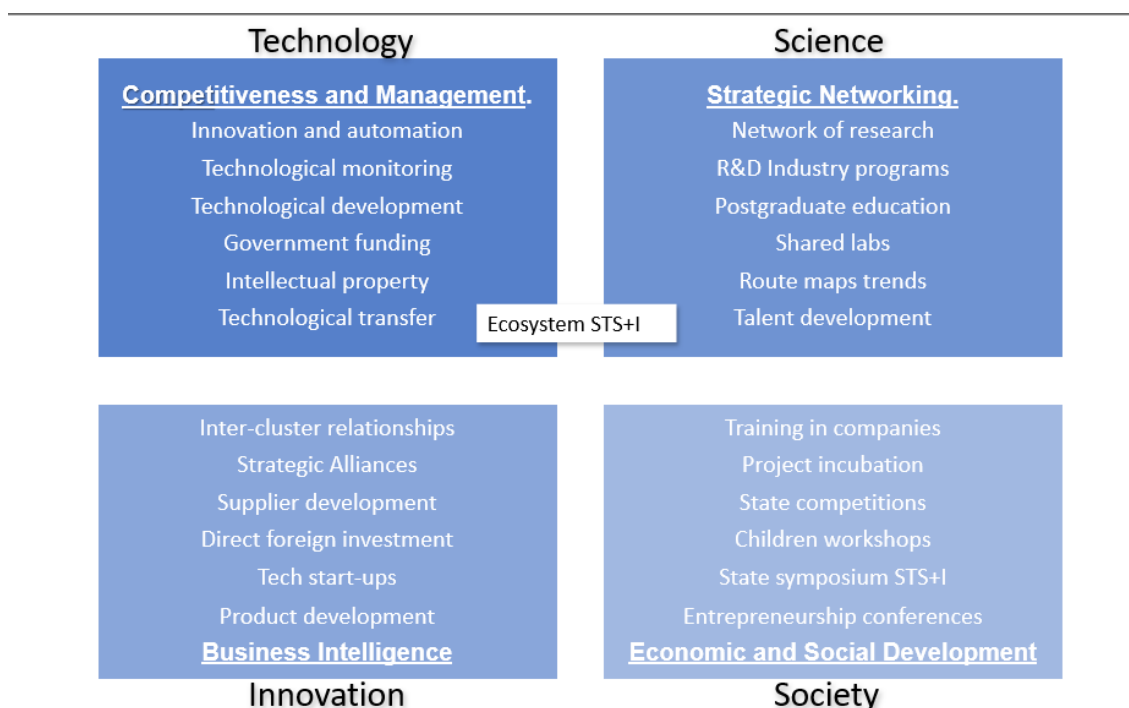 Technology
Competitiveness and Management.
Innovation and automation
Technological monitoring
Technological development
Government funding
Intellectual property
Technological transfer
Science
Strategic Networking.
Network of research
R&D Industry programs
Postgraduate education
Shared labs
Route maps trends
Talent development
Ecosystem STS+I
Inter-cluster relationships
Strategic Alliances
Supplier development
Direct foreign investment
Tech start-ups
Product development
Business Intelligence
Innovation
Training in companies
Project incubation
State competitions
Children workshops
State symposium STS+I
Entrepreneurship conferences
Economic and Social Development
Society